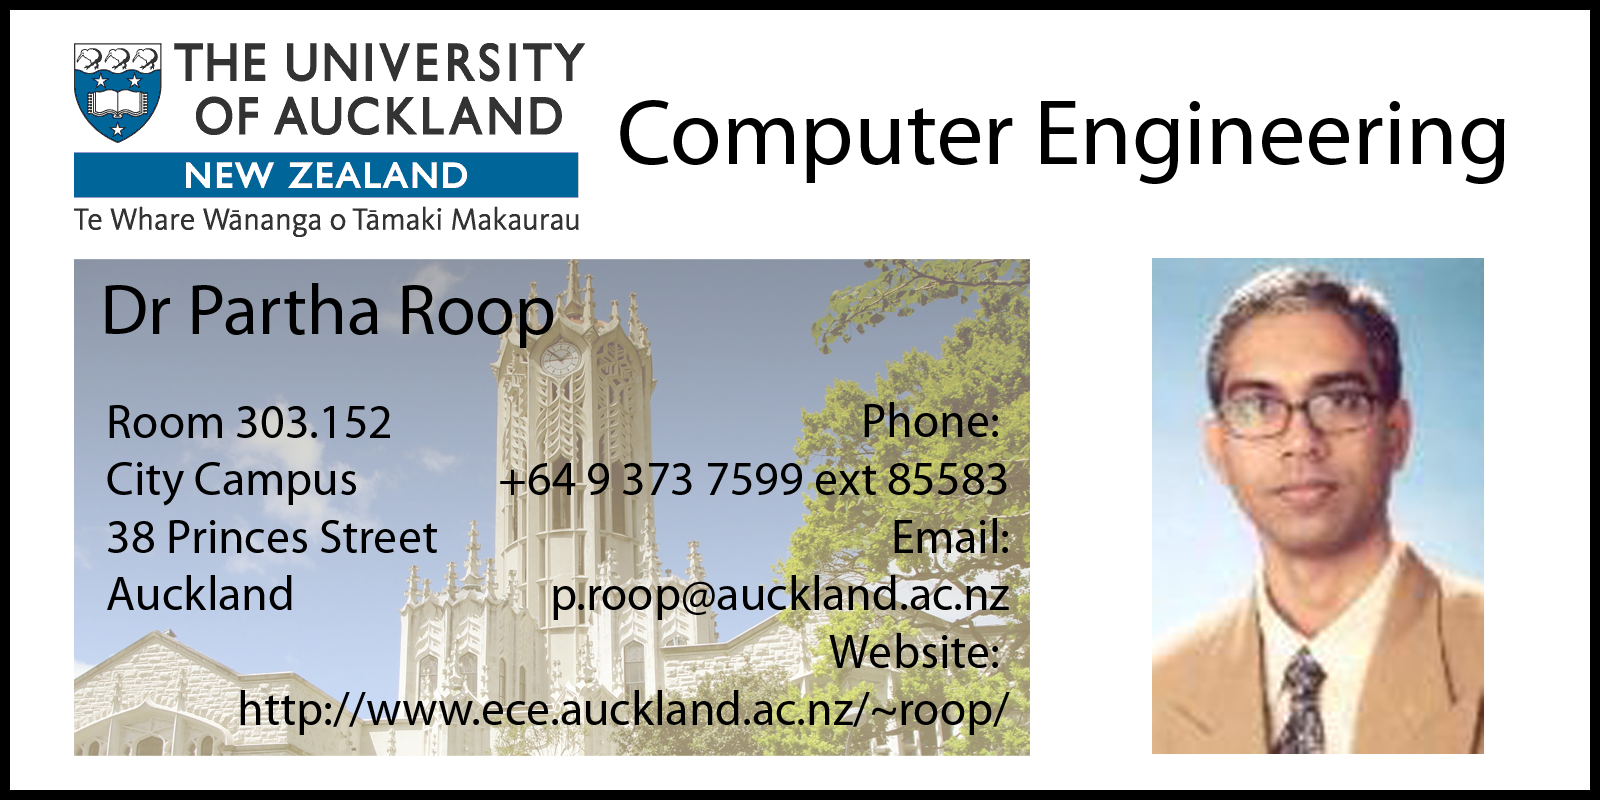 THE UNIVERSITY
OF AUCKLAND
NEW ZEALAND
Te Whare Wānanga o Tāmaki Makaurau
Computer Engineering
Dr Partha Roop
Room 303.152
City Campus
38 Princes Street
Auckland
Phone:
+64 9 373 7599 ext 85583
Email:
p.roop@auckland.ac.nz
Website:
http://www.ece.auckland.ac.nz/~roop/